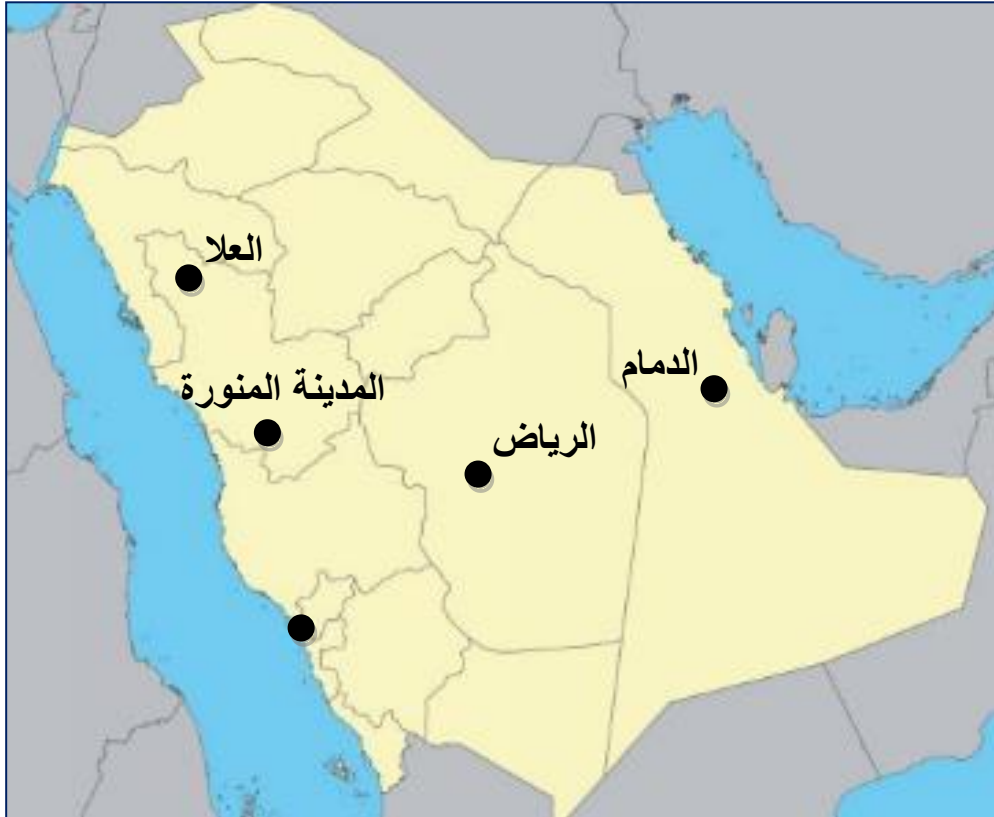 العلا
المدينة المنورة
الدمام
الرياض